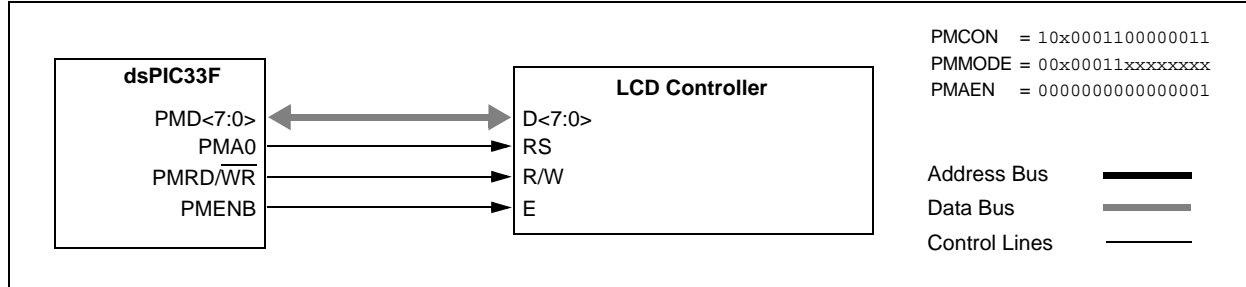 dsPIC33F
PMD<7:0>
PMA0
PMRD/WR
PMENB
LCD Controller
D<7:0>
RS
R/W
E
PMCON = 10x0001100000011
PMMODE = 00x00011xxxxxxxx
PMAEN = 0000000000000001
Address Bus
Data Bus
Control Lines